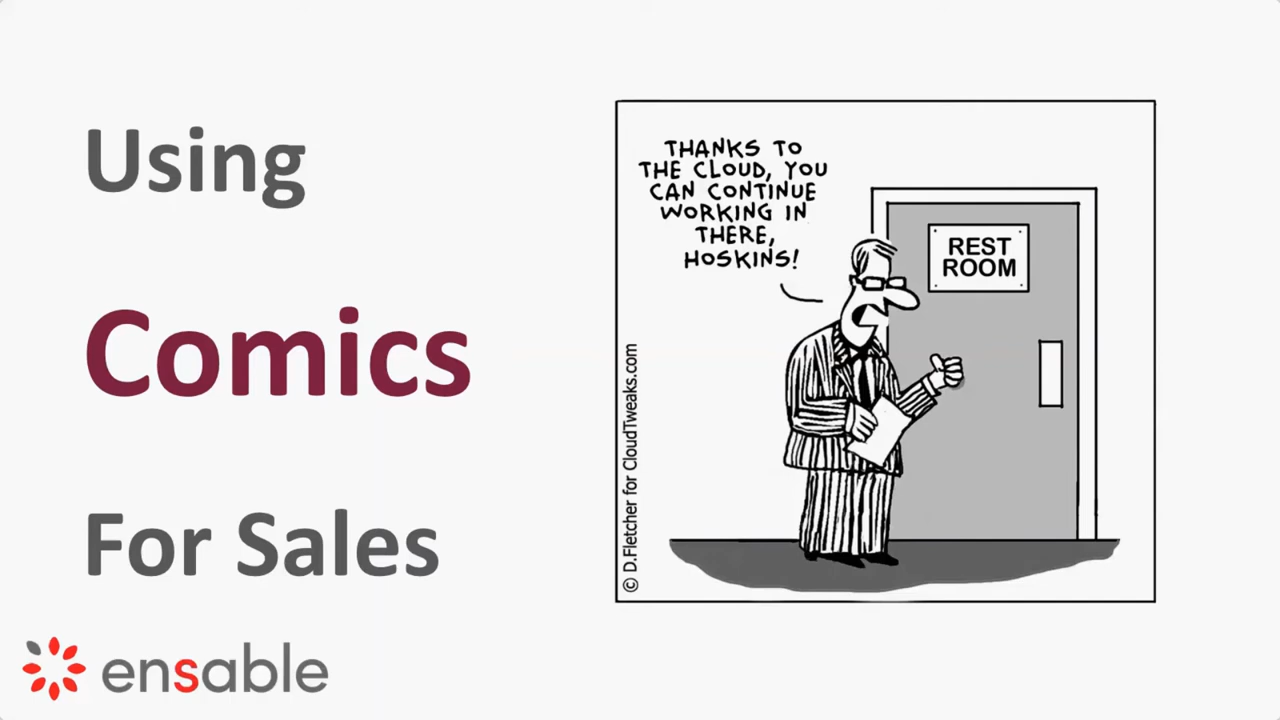 Using
Comics
For Sales
ensable
THANKS TO
THE CLOUD, YOU
CAN CONTINUE
WORKING IN
THERE,
HOSKINS!
REST
ROOM
© D.Fletcher for CloudTweaks.com